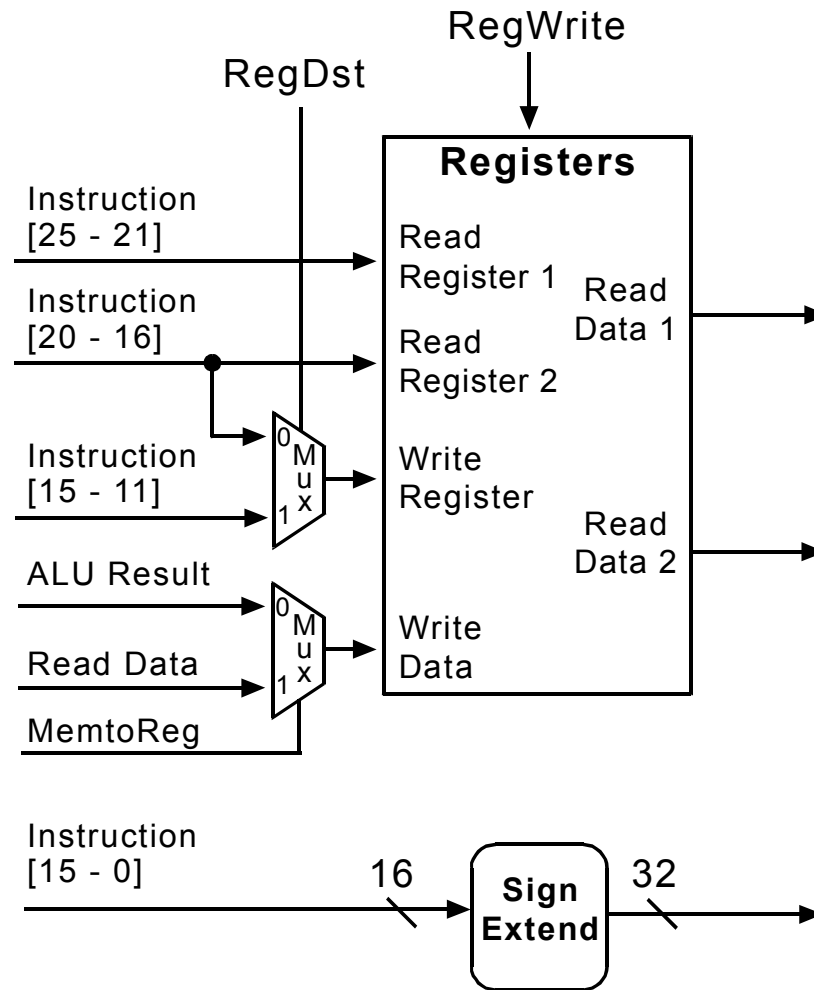 RegWrite
RegDst
Registers
Instruction
[25 - 21]
Read
Register 1
Instruction
[20 - 16]
Read
Data 1
Read
Register 2
0
M
u
x
1
Instruction
[15 - 11]
Write
Register
Read
Data 2
ALU Result
0
M
u
x
1
Write
Data
Read Data
MemtoReg
Instruction
[15 - 0]
16
Sign
Extend
32